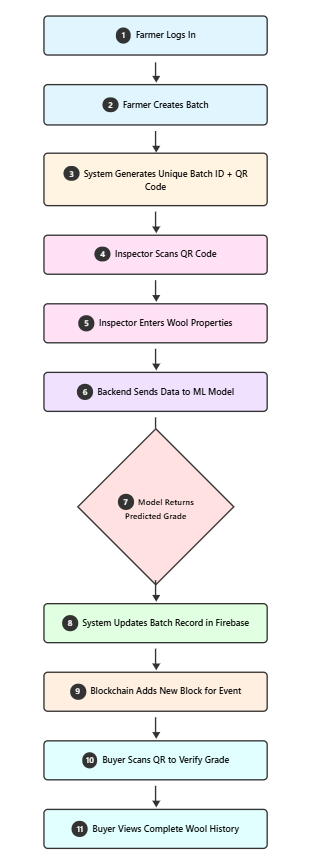 1 Farmer Logs In
2 Farmer Creates Batch
3 System Generates Unique Batch ID + QR
Code
4 Inspector Scans QR Code
5 Inspector Enters Wool Properties
6 Backend Sends Data to ML Model
7 Model Returns
Predicted Grade
8 System Updates Batch Record in Firebase
9 Blockchain Adds New Block for Event
10 Buyer Scans QR to Verify Grade
11 Buyer Views Complete Wool History